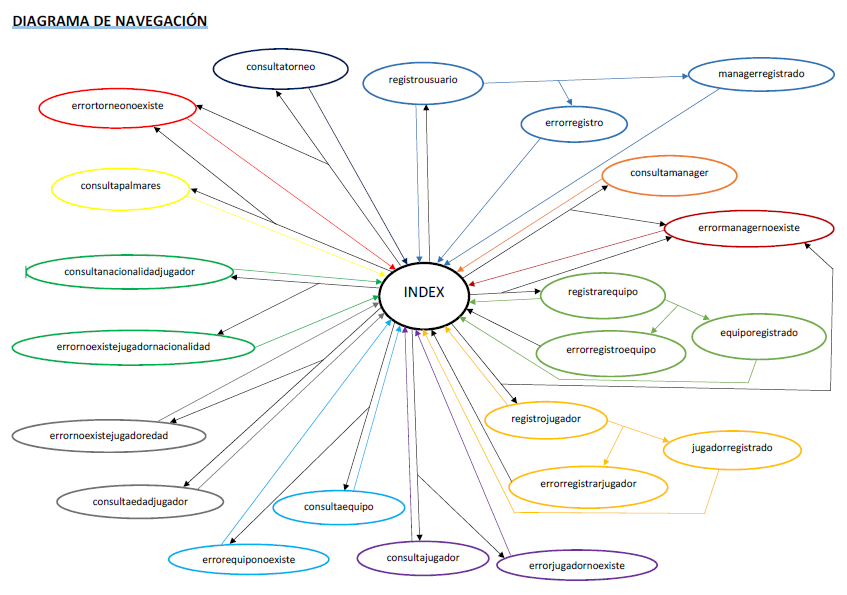 DIAGRAMA DE NAVEGACIÓN
consultatorneo
registrousuario
managerregistrado
errortorneonoexiste
errorregistro
consultamanager
consultapalmares
errormanagernoexiste
consultanacionalidadjugador
INDEX
registrarequipo
equiporegistrado
errornoexistejugadornacionalidad
errorregistroequipo
registrojugador
errornoexistejugadoredad
jugadorregistrado
errorregistrarjugador
consultaedadjugador
consultaequipo
errorequiponoexiste
consultajugador
errorjugadornoexiste